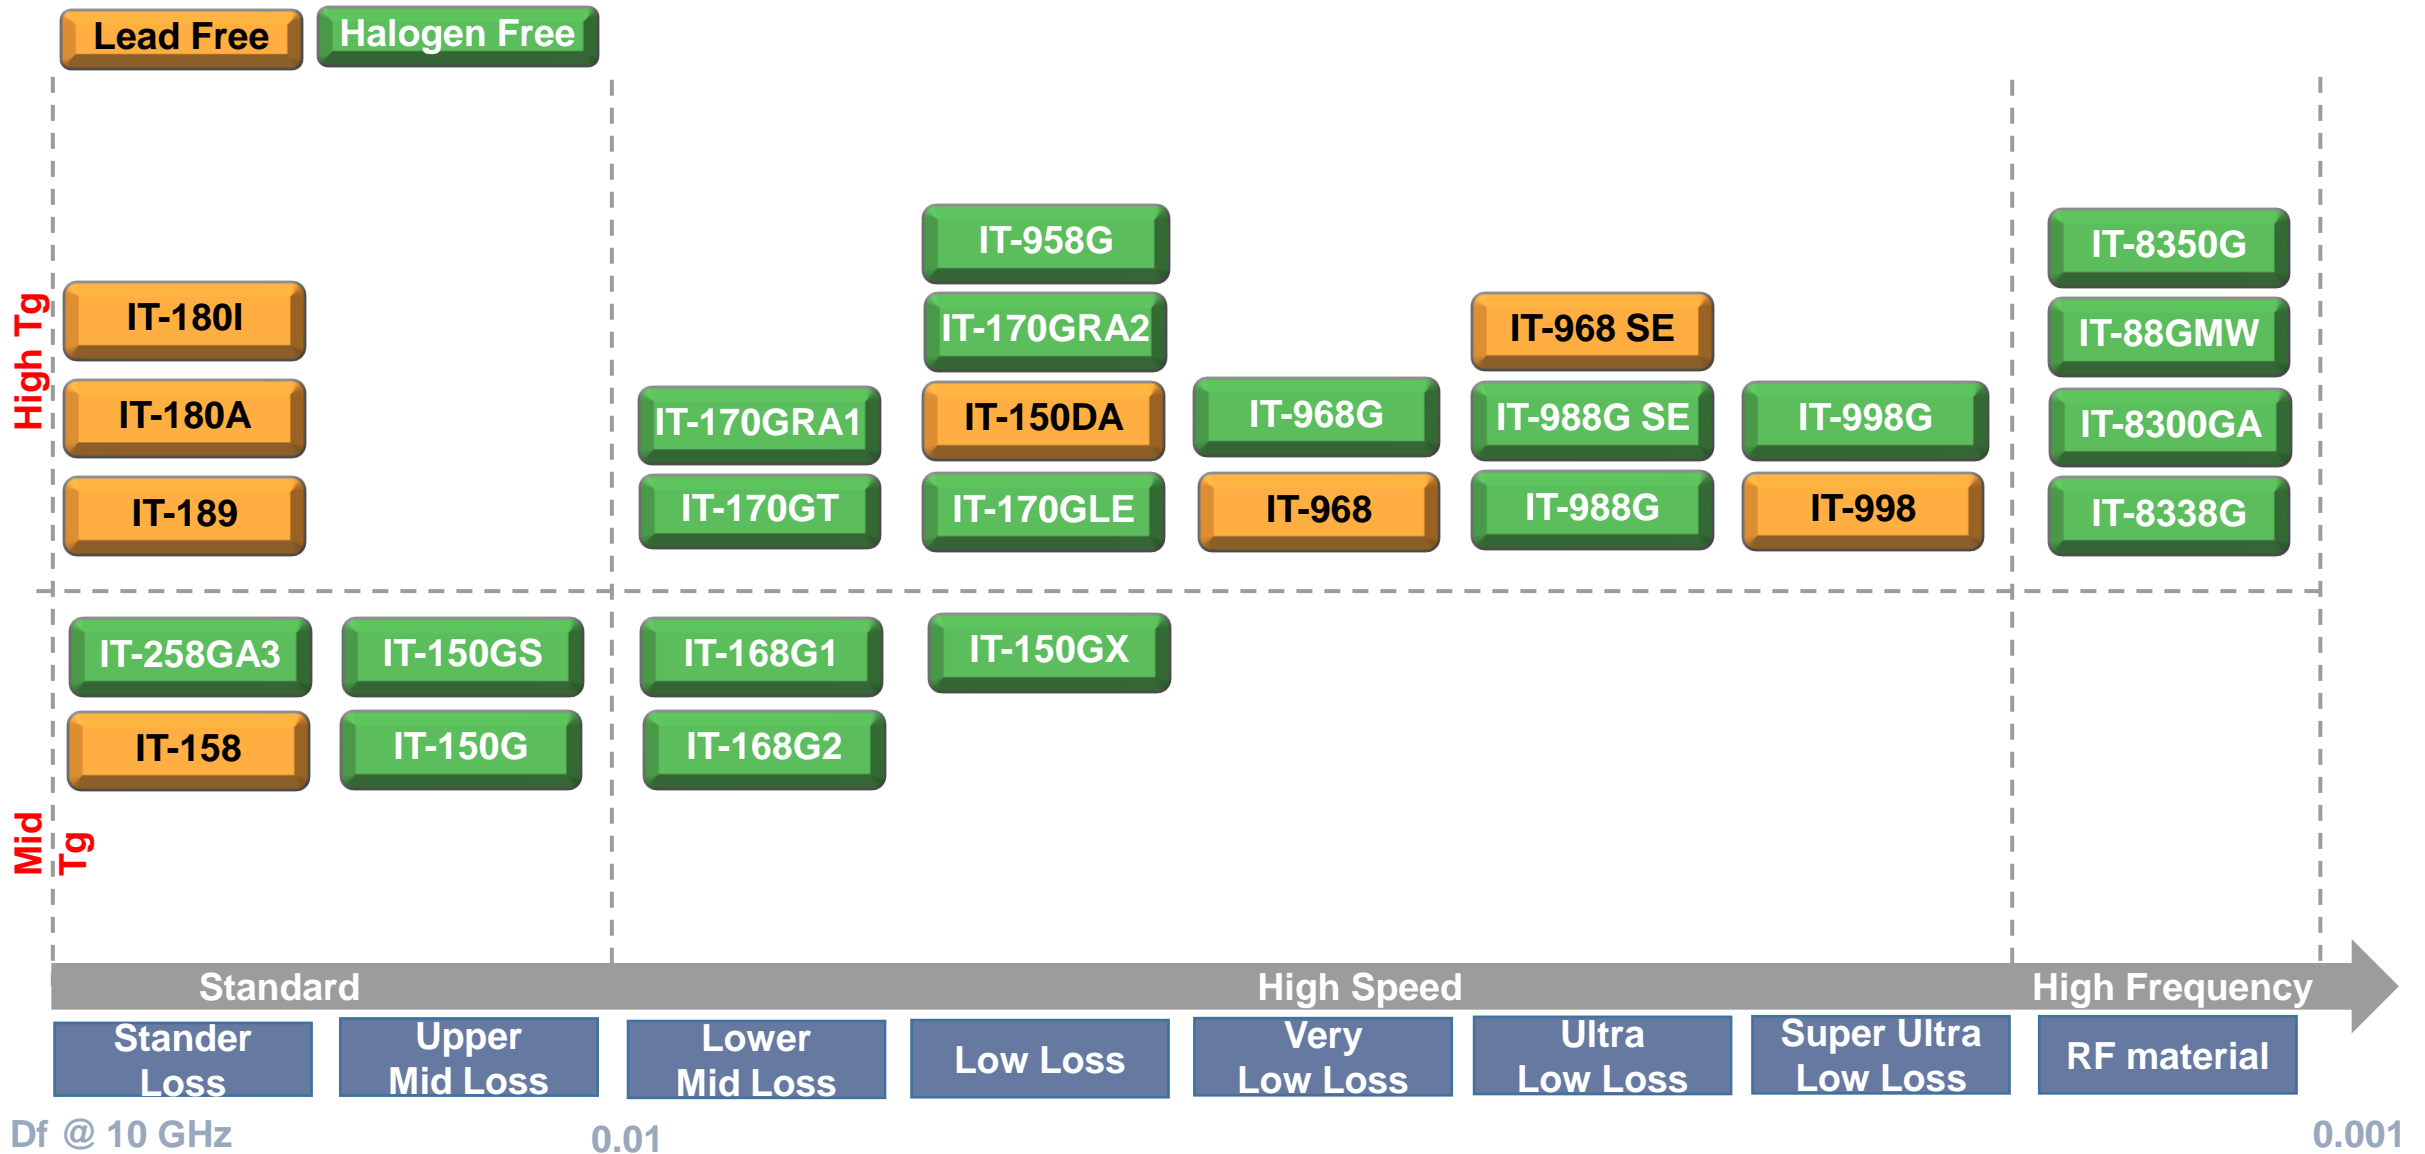 Lead Free
Halogen Free
High Tg
IT-958G
IT-8350G
IT-180I
IT-170GRA2
IT-968 SE
IT-88GMW
IT-180A
IT-170GRA1
IT-150DA
IT-968G
IT-988G SE
IT-998G
IT-8300GA
IT-189
IT-170GT
IT-170GLE
IT-968
IT-988G
IT-998
IT-8338G
Mid
Tg
IT-258GA3
IT-150GS
IT-168G1
IT-150GX
IT-158
IT-150G
IT-168G2
Standard
High Speed
High Frequency
Stander
Loss
Upper
Mid Loss
Lower
Mid Loss
Low Loss
Very
Low Loss
Ultra
Low Loss
Super Ultra
Low Loss
RF material
Df @ 10 GHz
0.01
0.001